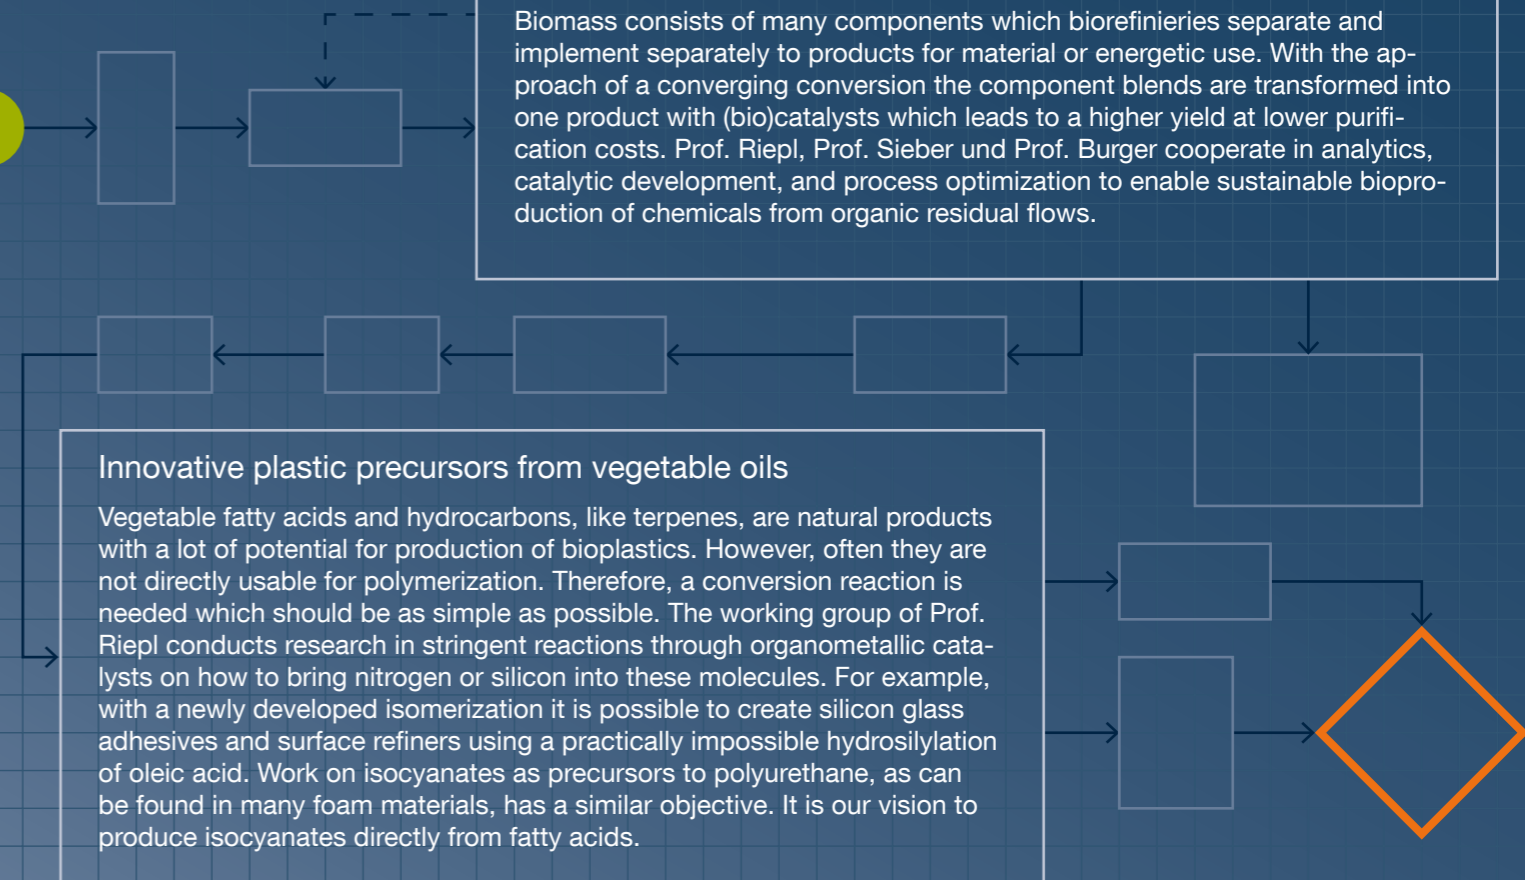 Biomass consists of many components which biorefinieries separate and
implement separately to products for material or energetic use. With the ap-
proach of a converging conversion the component blends are transformed into
one product with (bio)catalysts which leads to a higher yield at lower purifi-
cation costs. Prof. Riepl, Prof. Sieber und Prof. Burger cooperate in analytics,
catalytic development, and process optimization to enable sustainable biopro-
duction of chemicals from organic residual flows.
Innovative plastic precursors from vegetable oils
Vegetable fatty acids and hydrocarbons, like terpenes, are natural products
with a lot of potential for production of bioplastics. However, often they are
not directly usable for polymerization. Therefore, a conversion reaction is
needed which should be as simple as possible. The working group of Prof.
Riepl conducts research in stringent reactions through organometallic cata-
lysts on how to bring nitrogen or silicon into these molecules. For example,
with a newly developed isomerization it is possible to create silicon glass
adhesives and surface refiners using a practically impossible hydrosilylation
of oleic acid. Work on isocyanates as precursors to polyurethane, as can
be found in many foam materials, has a similar objective. It is our vision to
produce isocyanates directly from fatty acids.